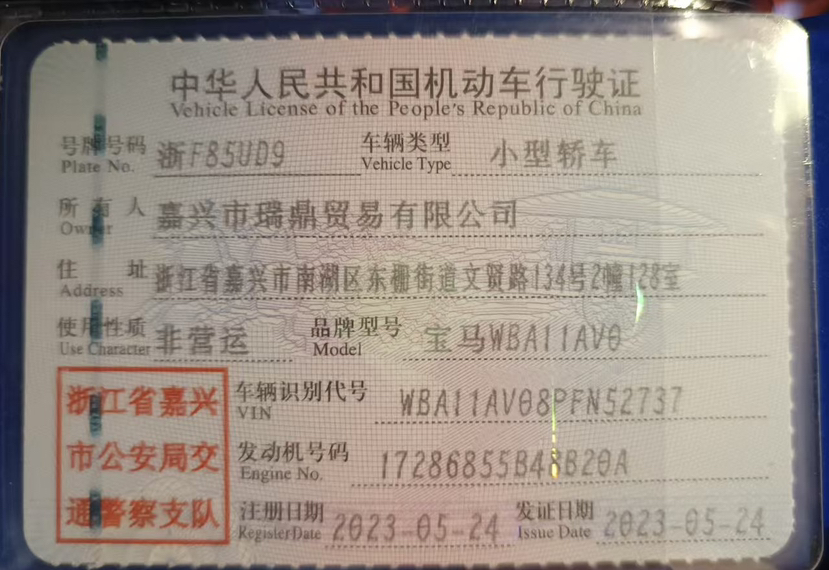 中华人民共和国机动车行驶证
Vehicle License of the People's Republic of China
号牌号码 浙F85UD9 车辆类型 小型轿车
Plate No. Vehicle Type
所有人 嘉兴市瑞鼎贸易有限公司
Owner
住址 浙江省嘉兴市南湖区东栅街道文贤路134号2幢128室
Address
使用性质 非营运 品牌型号 宝马WBA11AV0
Use Character Model
浙江省嘉兴
市公安局交
通警察支队
车辆识别代号 WBA11AV08PFN52737
VIN
发动机号码 17286855B48B20A
Engine No.
注册日期 2023-05-24 发证日期 2023-05-24
Register Date Issue Date